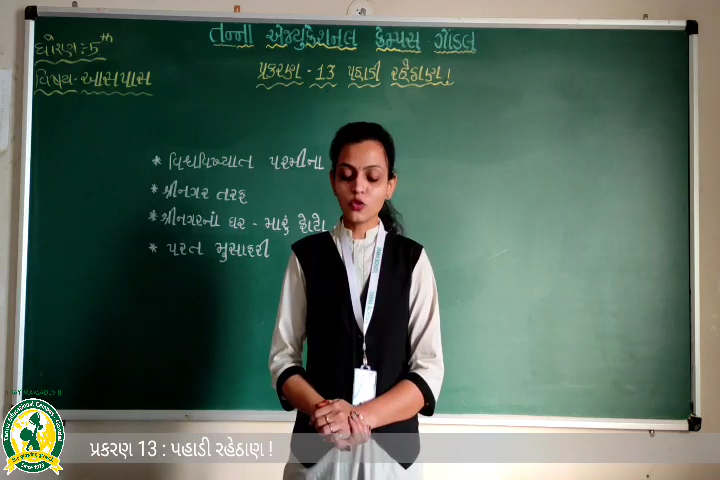 તન્ના એજ્યુકેશનલ કેમ્પસ - ગોંડલ
ધોરણ:- 5th
વિષય - આસપાસ
પ્રકરણ - 13 પહાડી રહેઠાણ!
* વિશ્વવિખ્યાત પશ્મીના
* શ્રીનગર તરફ
* શ્રીનગરનાં ઘર - મારું ફોટો
* પરત મુસાફરી
પ્રકરણ 13 : પહાડી રહેઠાણ !